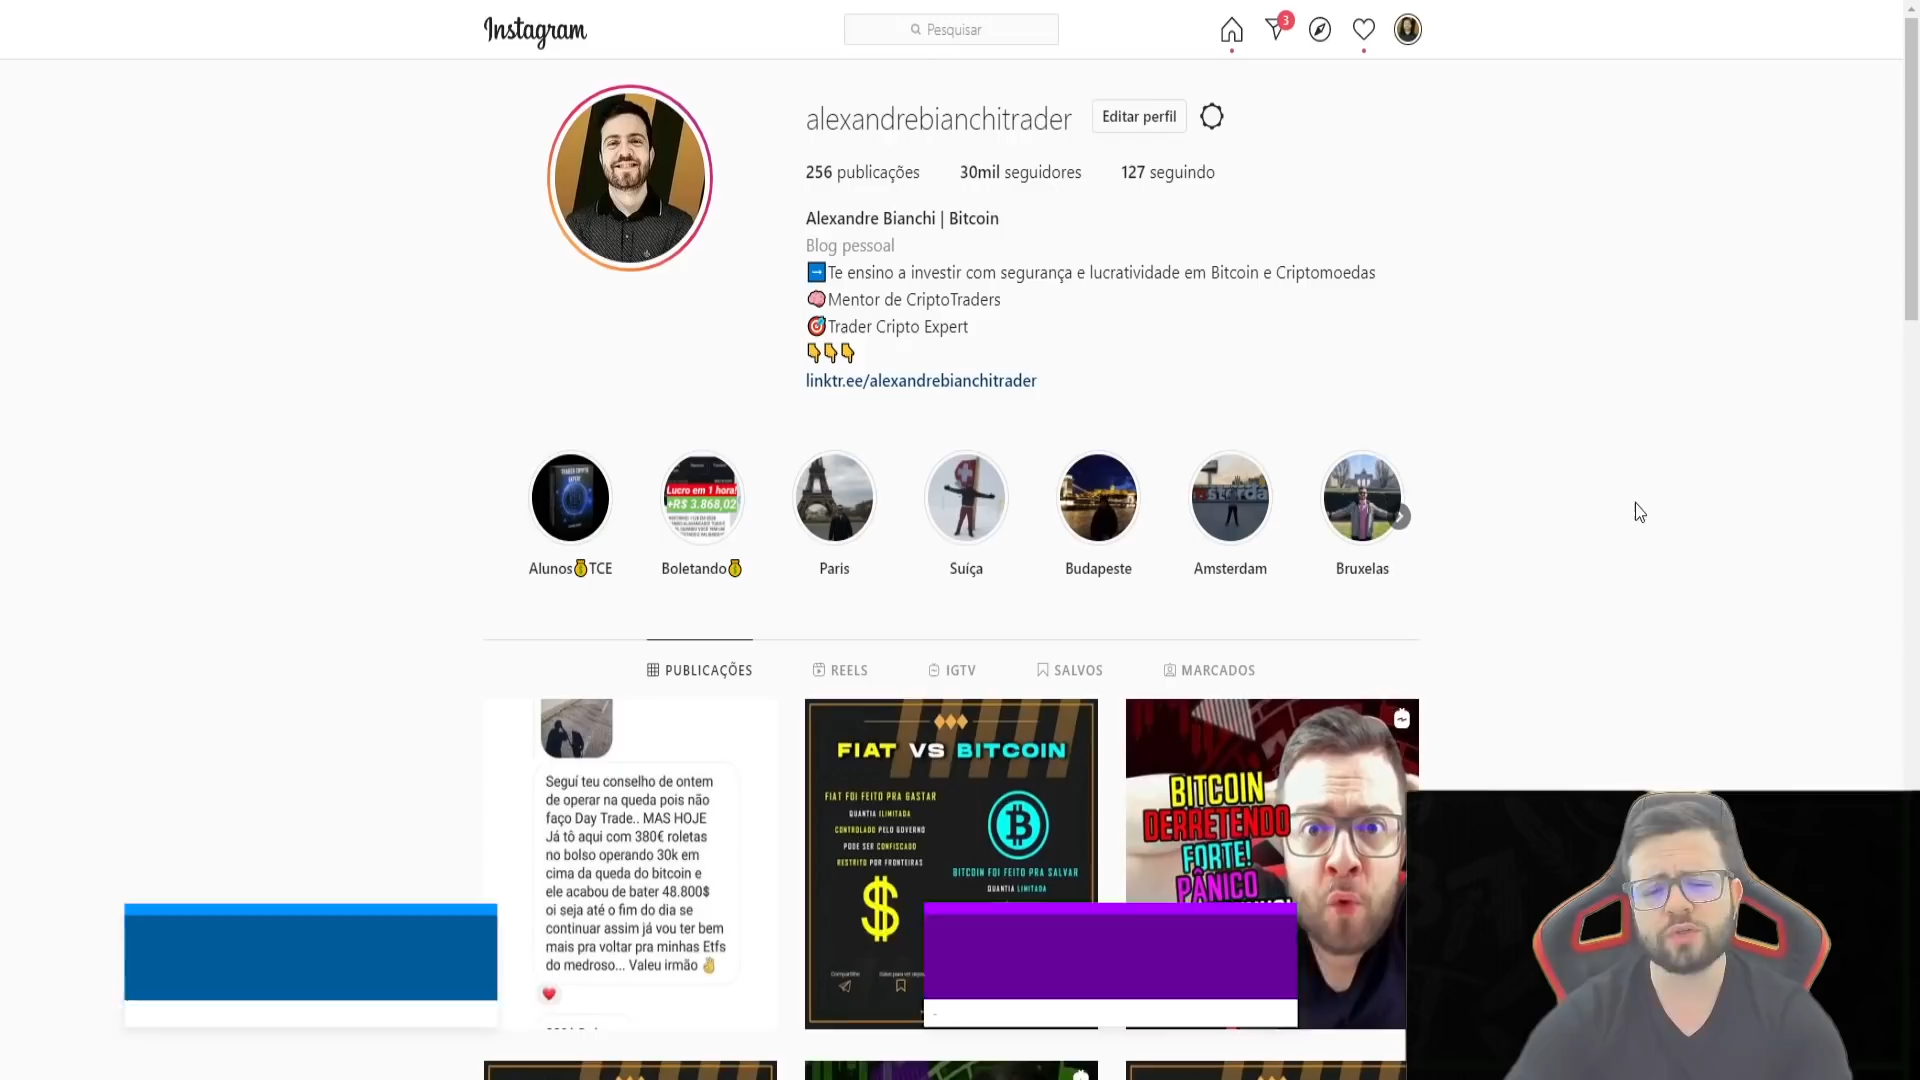 Instagram
Pesquisar
3
alexandrebianchitrader
Editar perfil
256 publicações
30mil seguidores
127 seguindo
Alexandre Bianchi | Bitcoin
Blog pessoal
Te ensino a investir com segurança e lucratividade em Bitcoin e Criptomoedas
Mentor de CriptoTraders
Trader Cripto Expert
linktr.ee/alexandrebianchitrader
TRADER CRYPTO
EXPERT
Lucro em 1 hora!
+R$ 3.868,02
Alunos💰TCE
Boletando💰
Paris
Suíça
Budapeste
Amsterdam
Bruxelas
PUBLICAÇÕES
REELS
IGTV
SALVOS
MARCADOS
Seguí teu conselho de ontem
de operar na queda pois não
faço Day Trade.. MAS HOJE
Já tô aqui com 380€ roletas
no bolso operando 30k em
cima da queda do bitcoin e
ele acabou de bater 48.800$
oi seja até o fim do dia se
continuar assim já vou ter bem
mais pra voltar pra minhas Etfs
do medroso... Valeu irmão ✌
FIAT VS BITCOIN
FIAT FOI FEITO PRA GASTAR
QUANTIA ILIMITADA
CONTROLADO PELO GOVERNO
PODE SER CONFISCADO
RESTRITO POR FRONTEIRAS
BITCOIN FOI FEITO PRA SALVAR
QUANTIA LIMITADA
Compartilhe
BITCOIN
DERRETENDO
FORTE!
PÂNICO